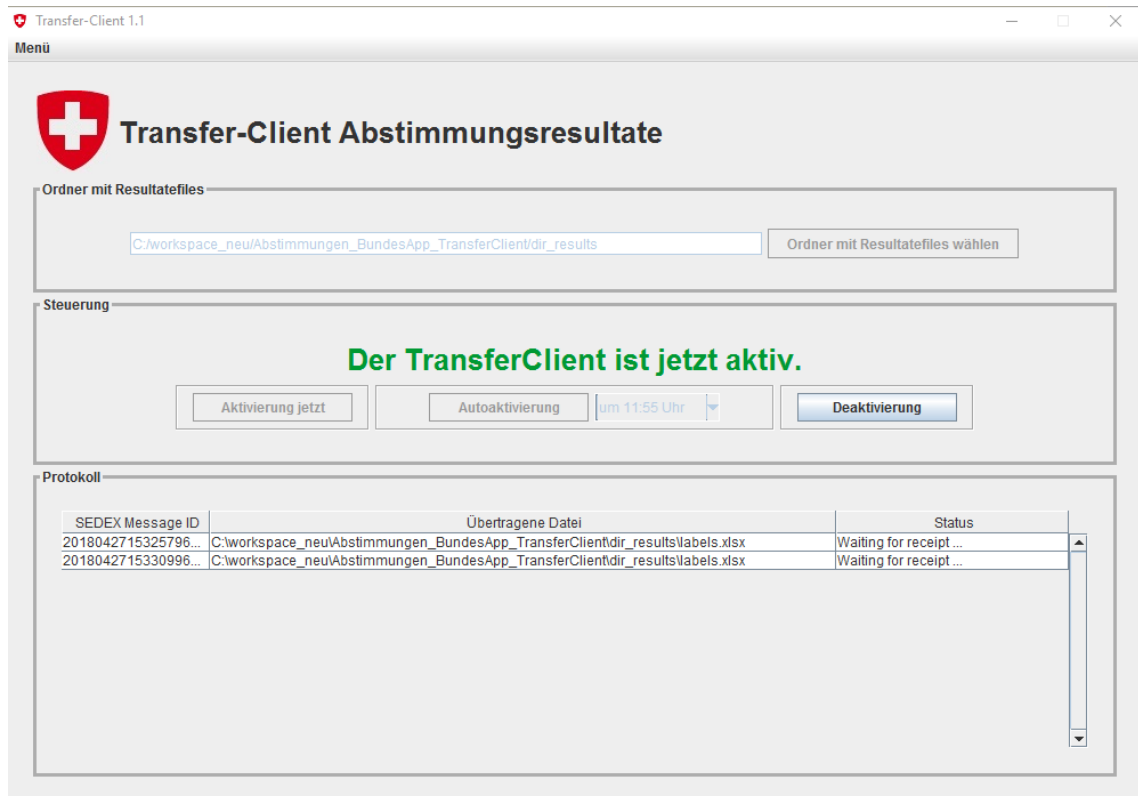 Transfer-Client 1.1
Menü
Transfer-Client Abstimmungsresultate
Ordner mit Resultatefiles
C:/workspace_neu/Abstimmungen_BundesApp_TransferClient/dir_results Ordner mit Resultatefiles wählen
Steuerung
Der TransferClient ist jetzt aktiv.
Aktivierung jetzt Autoaktivierung um 11:55 Uhr Deaktivierung
Protokoll
SEDEX Message ID Übertragene Datei Status
2018042715325796... C:\workspace_neu\Abstimmungen_BundesApp_TransferClient\dir_results\labels.xlsx Waiting for receipt ...
2018042715330996... C:\workspace_neu\Abstimmungen_BundesApp_TransferClient\dir_results\labels.xlsx Waiting for receipt ...